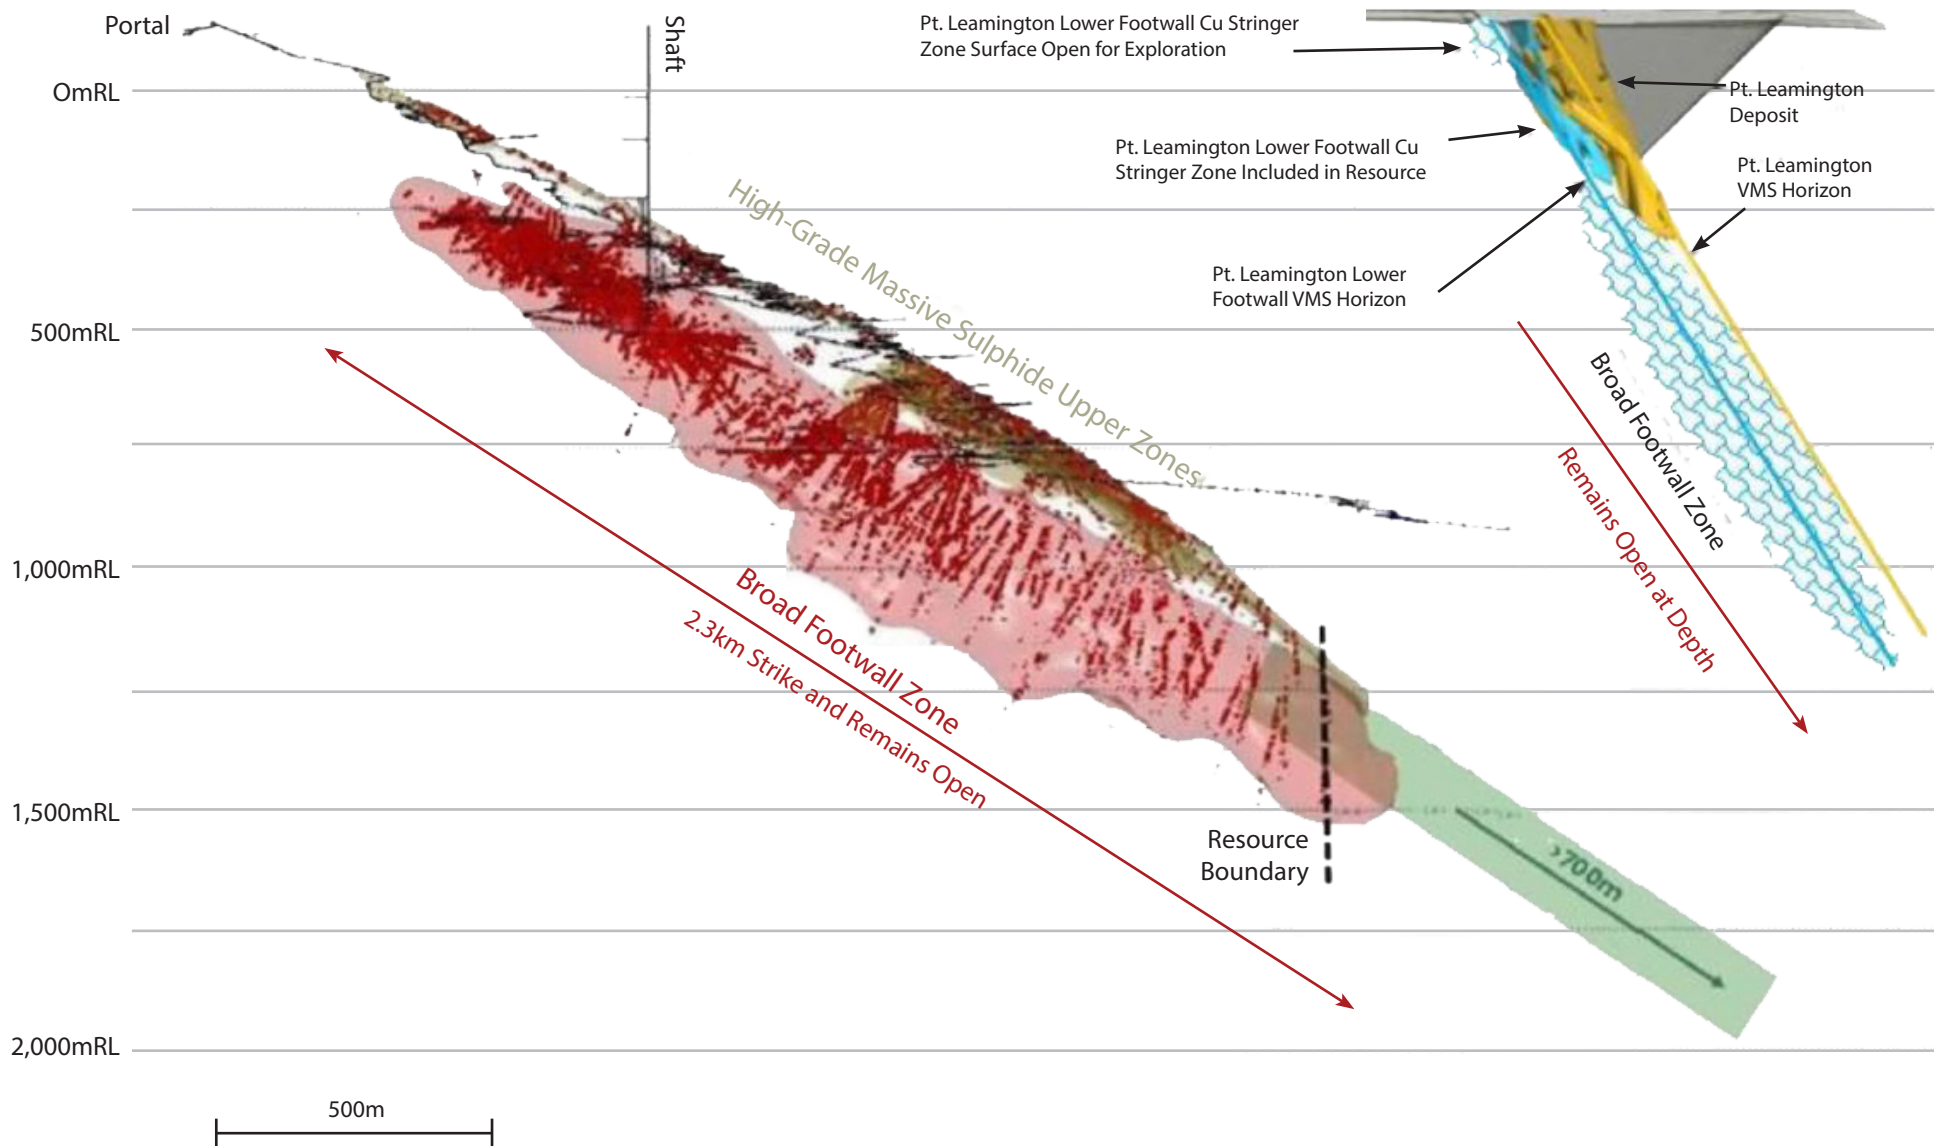 Portal
Shaft
0mRL
500mRL
1,000mRL
1,500mRL
2,000mRL
500m
High-Grade Massive Sulphide Upper Zones
Broad Footwall Zone
2.3km Strike and Remains Open
Resource
Boundary
>700m
Pt. Leamington Lower Footwall Cu Stringer
Zone Surface Open for Exploration
Pt. Leamington
Deposit
Pt. Leamington Lower Footwall Cu
Stringer Zone Included in Resource
Pt. Leamington
VMS Horizon
Pt. Leamington Lower
Footwall VMS Horizon
Broad Footwall Zone
Remains Open at Depth